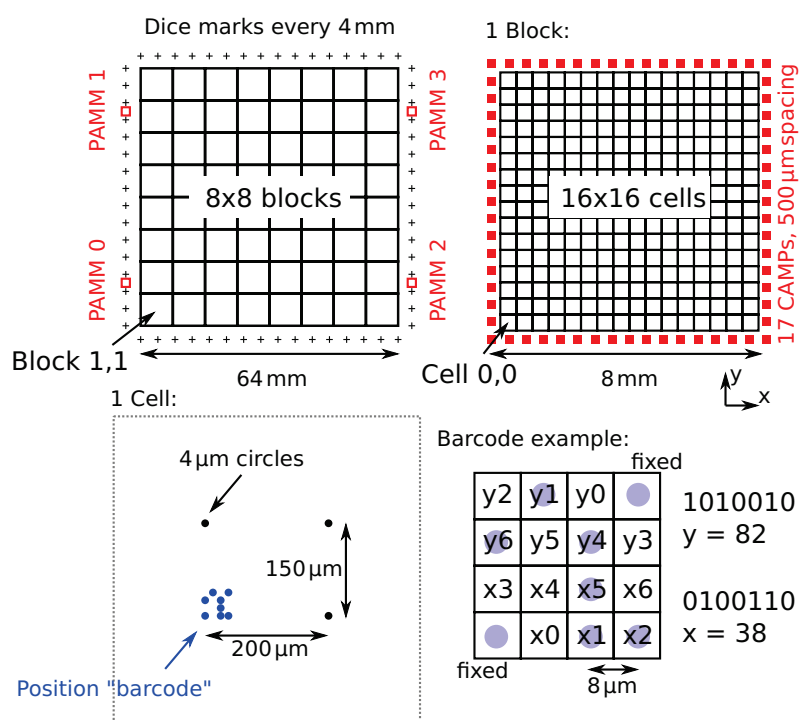 Dice marks every 4 mm
PAMM 1
PAMM 3
8x8 blocks
PAMM 0
PAMM 2
Block 1,1
64 mm
1 Block:
16x16 cells
17 CAMPs, 500 µm spacing
Cell 0,0
8 mm
y
x
1 Cell:
4 µm circles
150 µm
200 µm
Position "barcode"
Barcode example:
fixed
y2 y1 y0
y6 y5 y4 y3
x3 x4 x5 x6
x0 x1 x2
fixed
8 µm
1010010
y = 82
0100110
x = 38